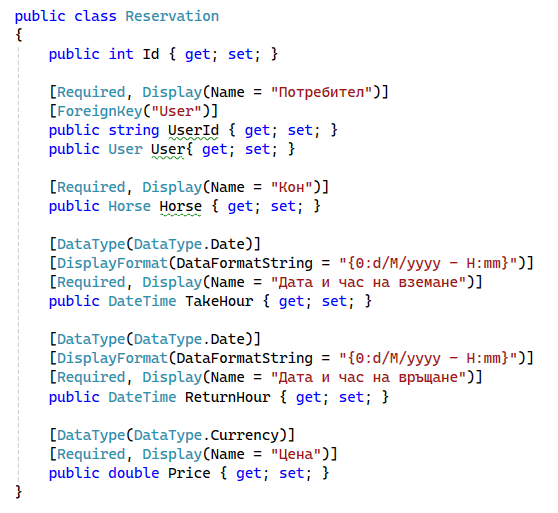 public class Reservation
{
    public int Id { get; set; }

    [Required, Display(Name = "Потребител")]
    [ForeignKey("User")]
    public string UserId { get; set; }
    public User User{ get; set; }

    [Required, Display(Name = "Кон")]
    public Horse Horse { get; set; }

    [DataType(DataType.Date)]
    [DisplayFormat(DataFormatString = "{0:d/M/yyyy - H:mm}")]
    [Required, Display(Name = "Дата и час на вземане")]
    public DateTime TakeHour { get; set; }

    [DataType(DataType.Date)]
    [DisplayFormat(DataFormatString = "{0:d/M/yyyy - H:mm}")]
    [Required, Display(Name = "Дата и час на връщане")]
    public DateTime ReturnHour { get; set; }

    [DataType(DataType.Currency)]
    [Required, Display(Name = "Цена")]
    public double Price { get; set; }
}